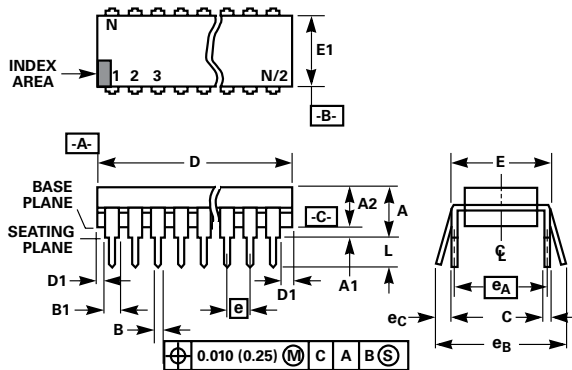 N
E1
INDEX
AREA
1 2 3 N/2
-B-
-A-
D
E
BASE
PLANE
-C-
A2
A
SEATING
PLANE
L
C L
D1
A1
D1
B1
e
eA
B
eC
C
eB
0.010 (0.25) M C A B S